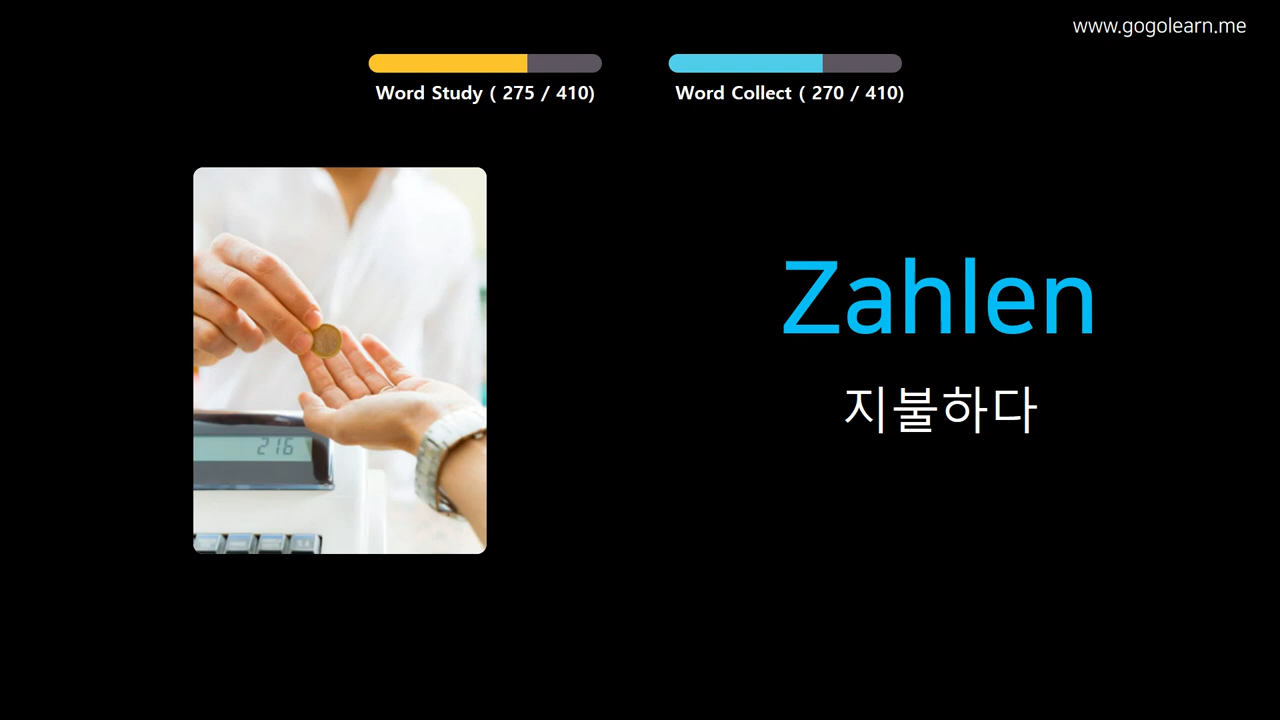 www.gogolearn.me
Word Study ( 275 / 410)
Word Collect ( 270 / 410)
Zahlen
지불하다
216